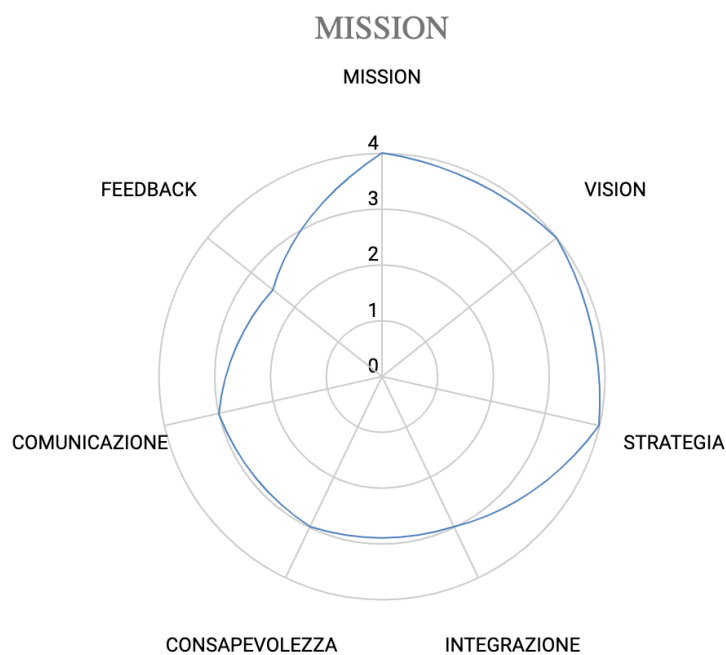 MISSION
MISSION
4
FEEDBACK
VISION
3
2
1
0
COMUNICAZIONE
STRATEGIA
CONSAPEVOLEZZA
INTEGRAZIONE